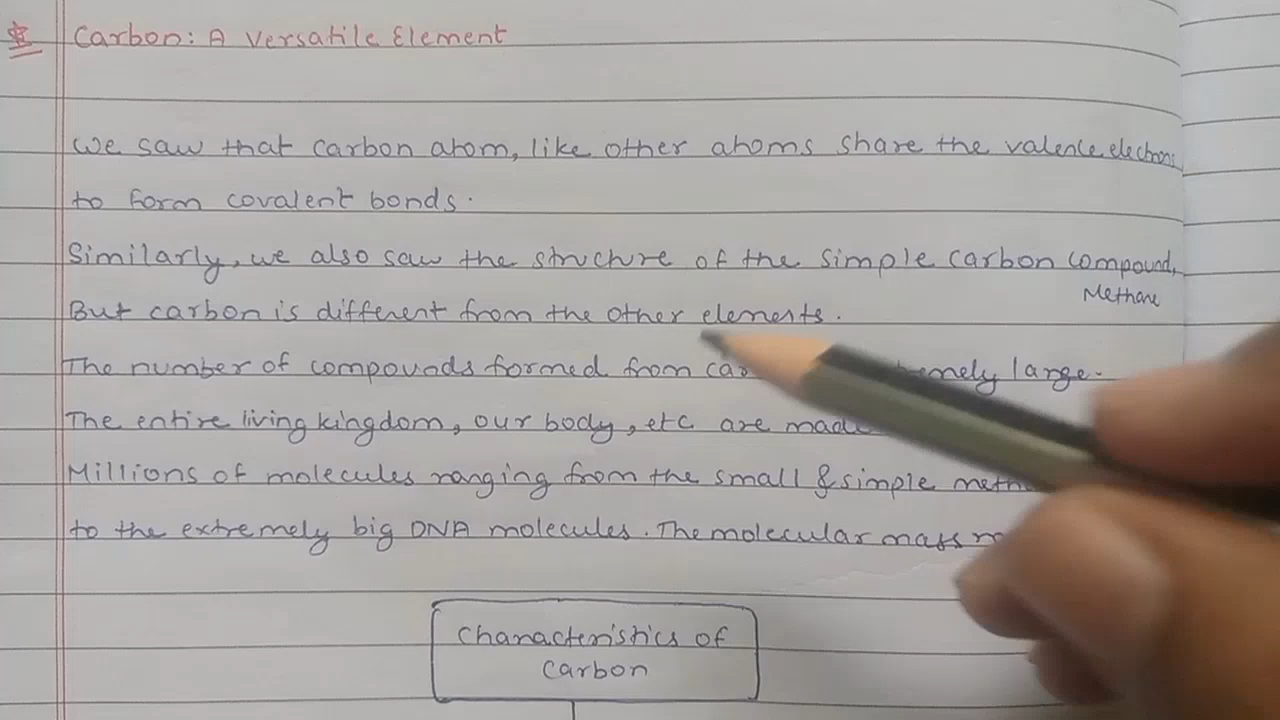 Carbon: A Versatile Element
We saw that carbon atom, like other atoms share the valence electrons
to form covalent bonds.
Similarly, we also saw the structure of the simple carbon compound,
Methane
But carbon is different from the other elements.
The number of compounds formed from large.
The entire living kingdom, our body, etc are
Millions of molecules ranging from the small & simple
to the extremely big DNA molecules. The molecular mass
Characteristics of
Carbon